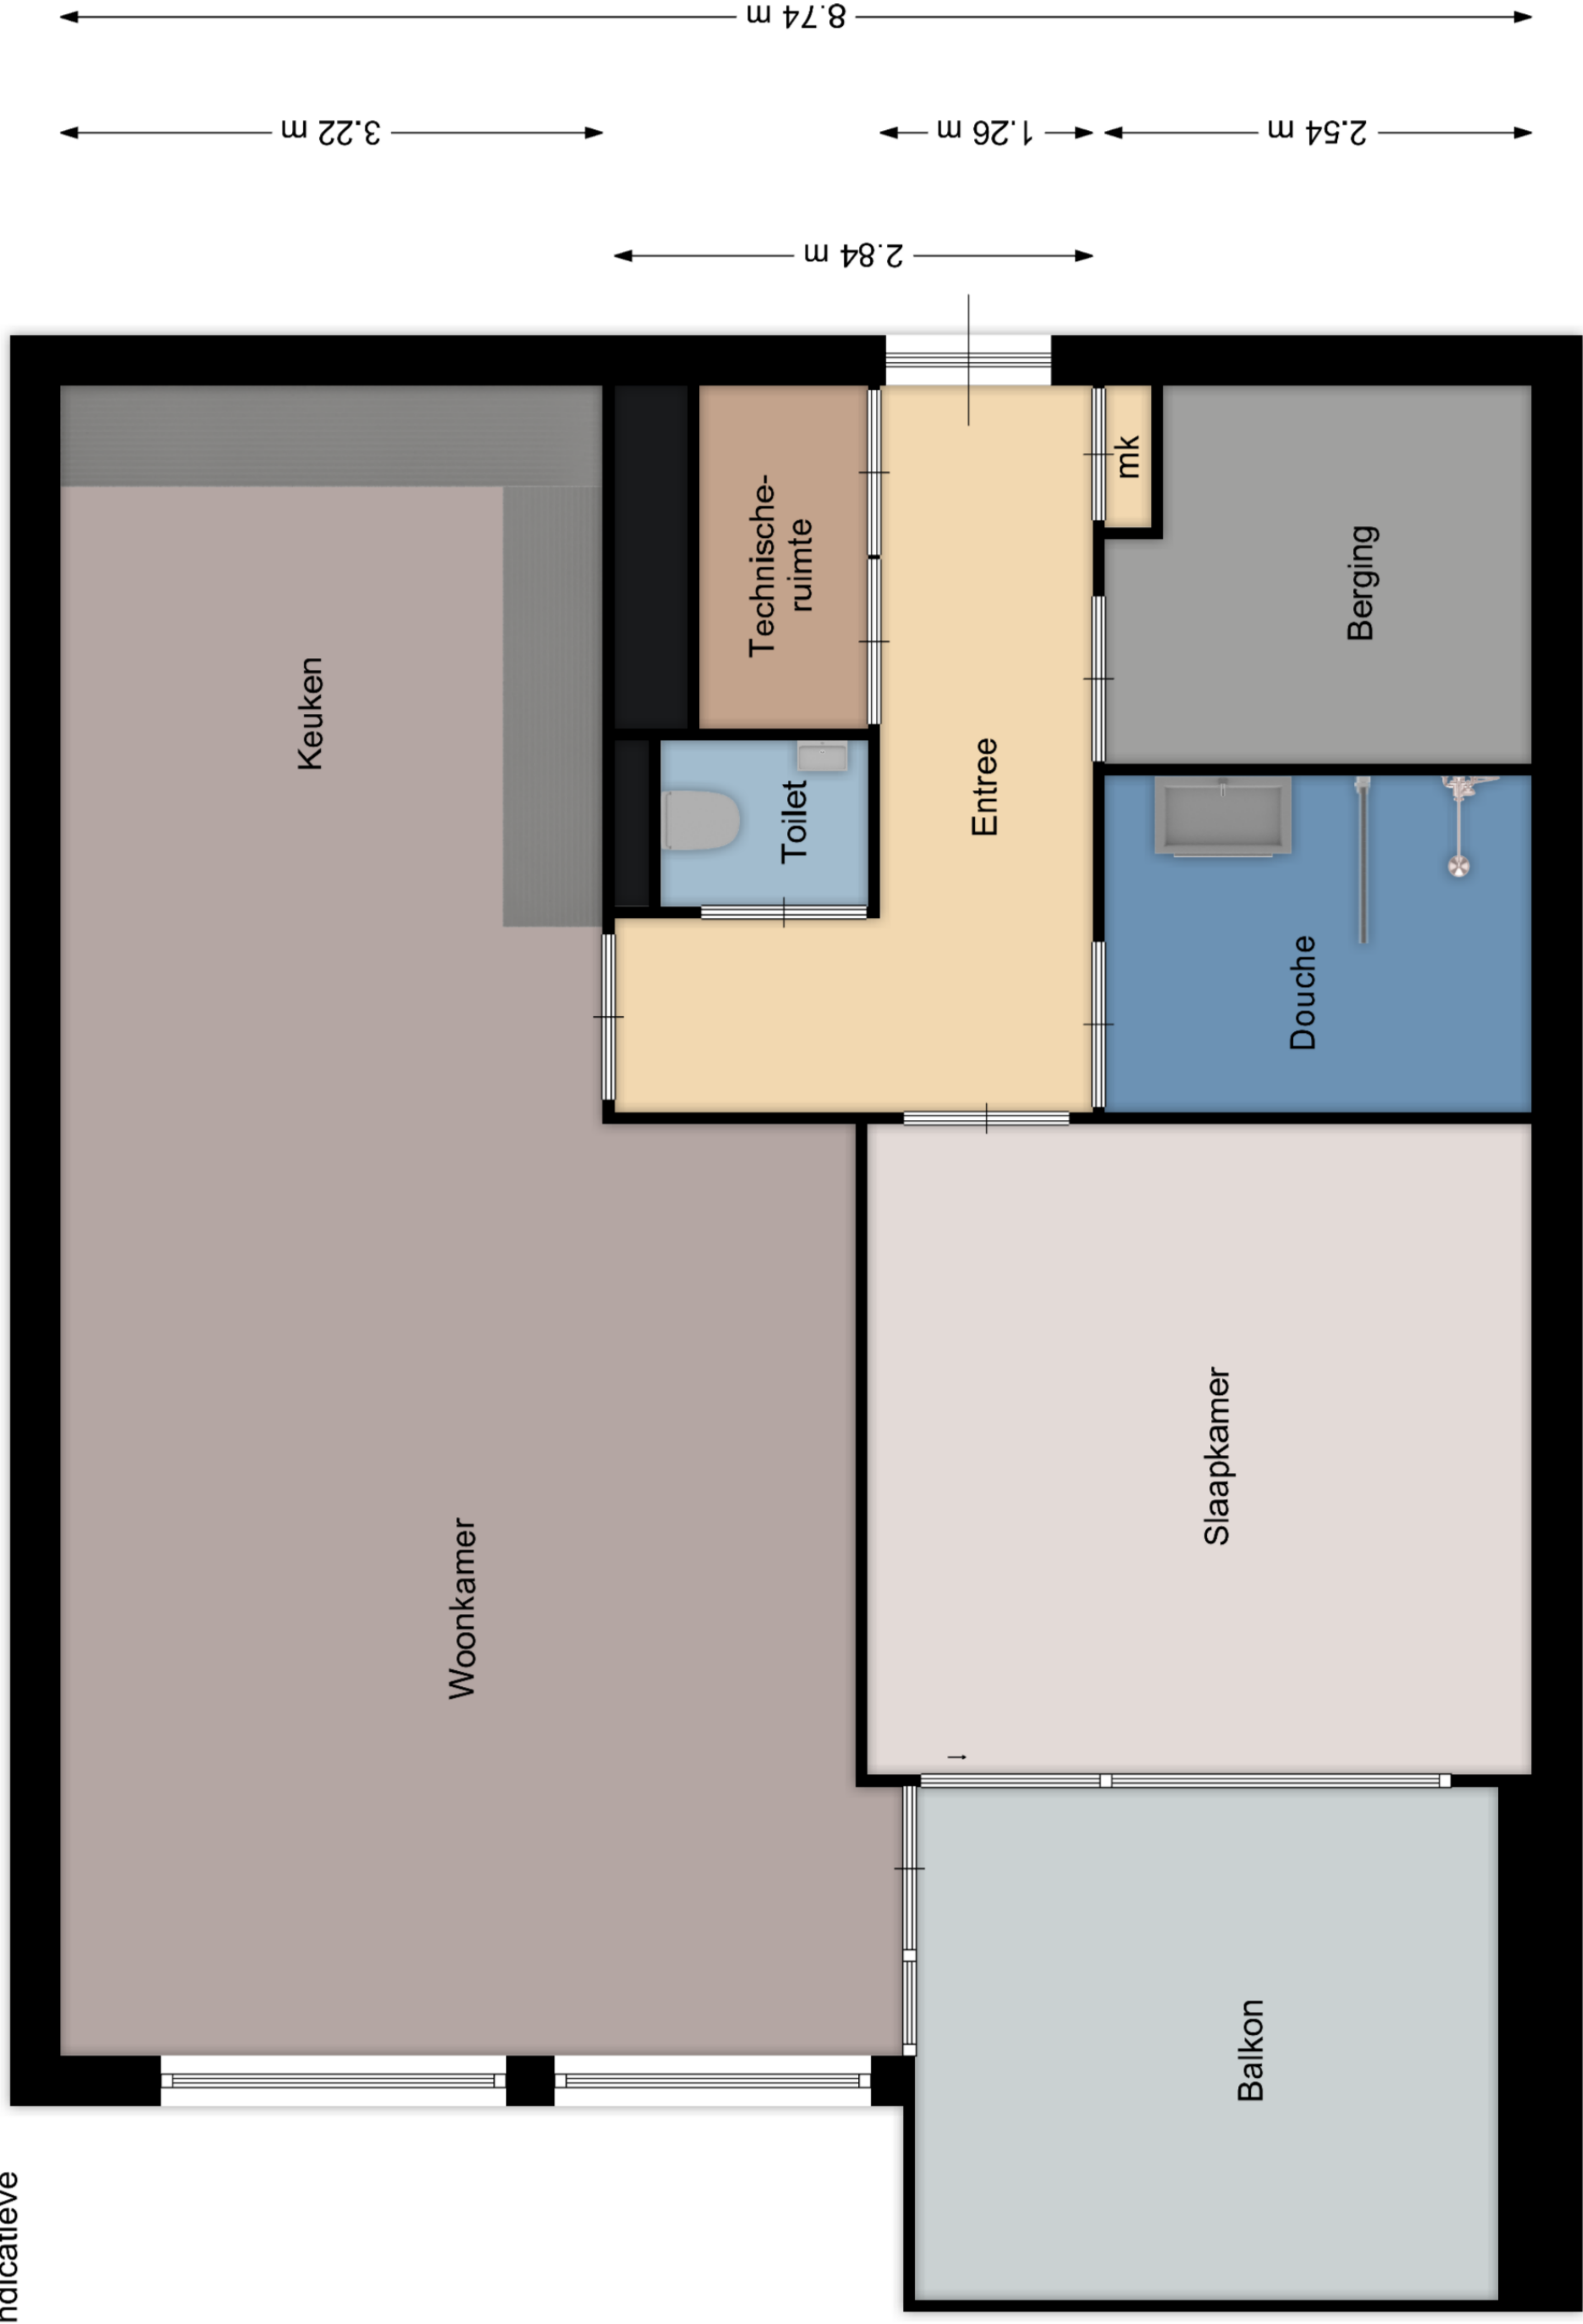 8.74 m
3.22 m
1.26 m
2.54 m
2.84 m
Keuken
Technische-
ruimte
mk
Berging
Toilet
Entree
Douche
Woonkamer
Slaapkamer
Balkon